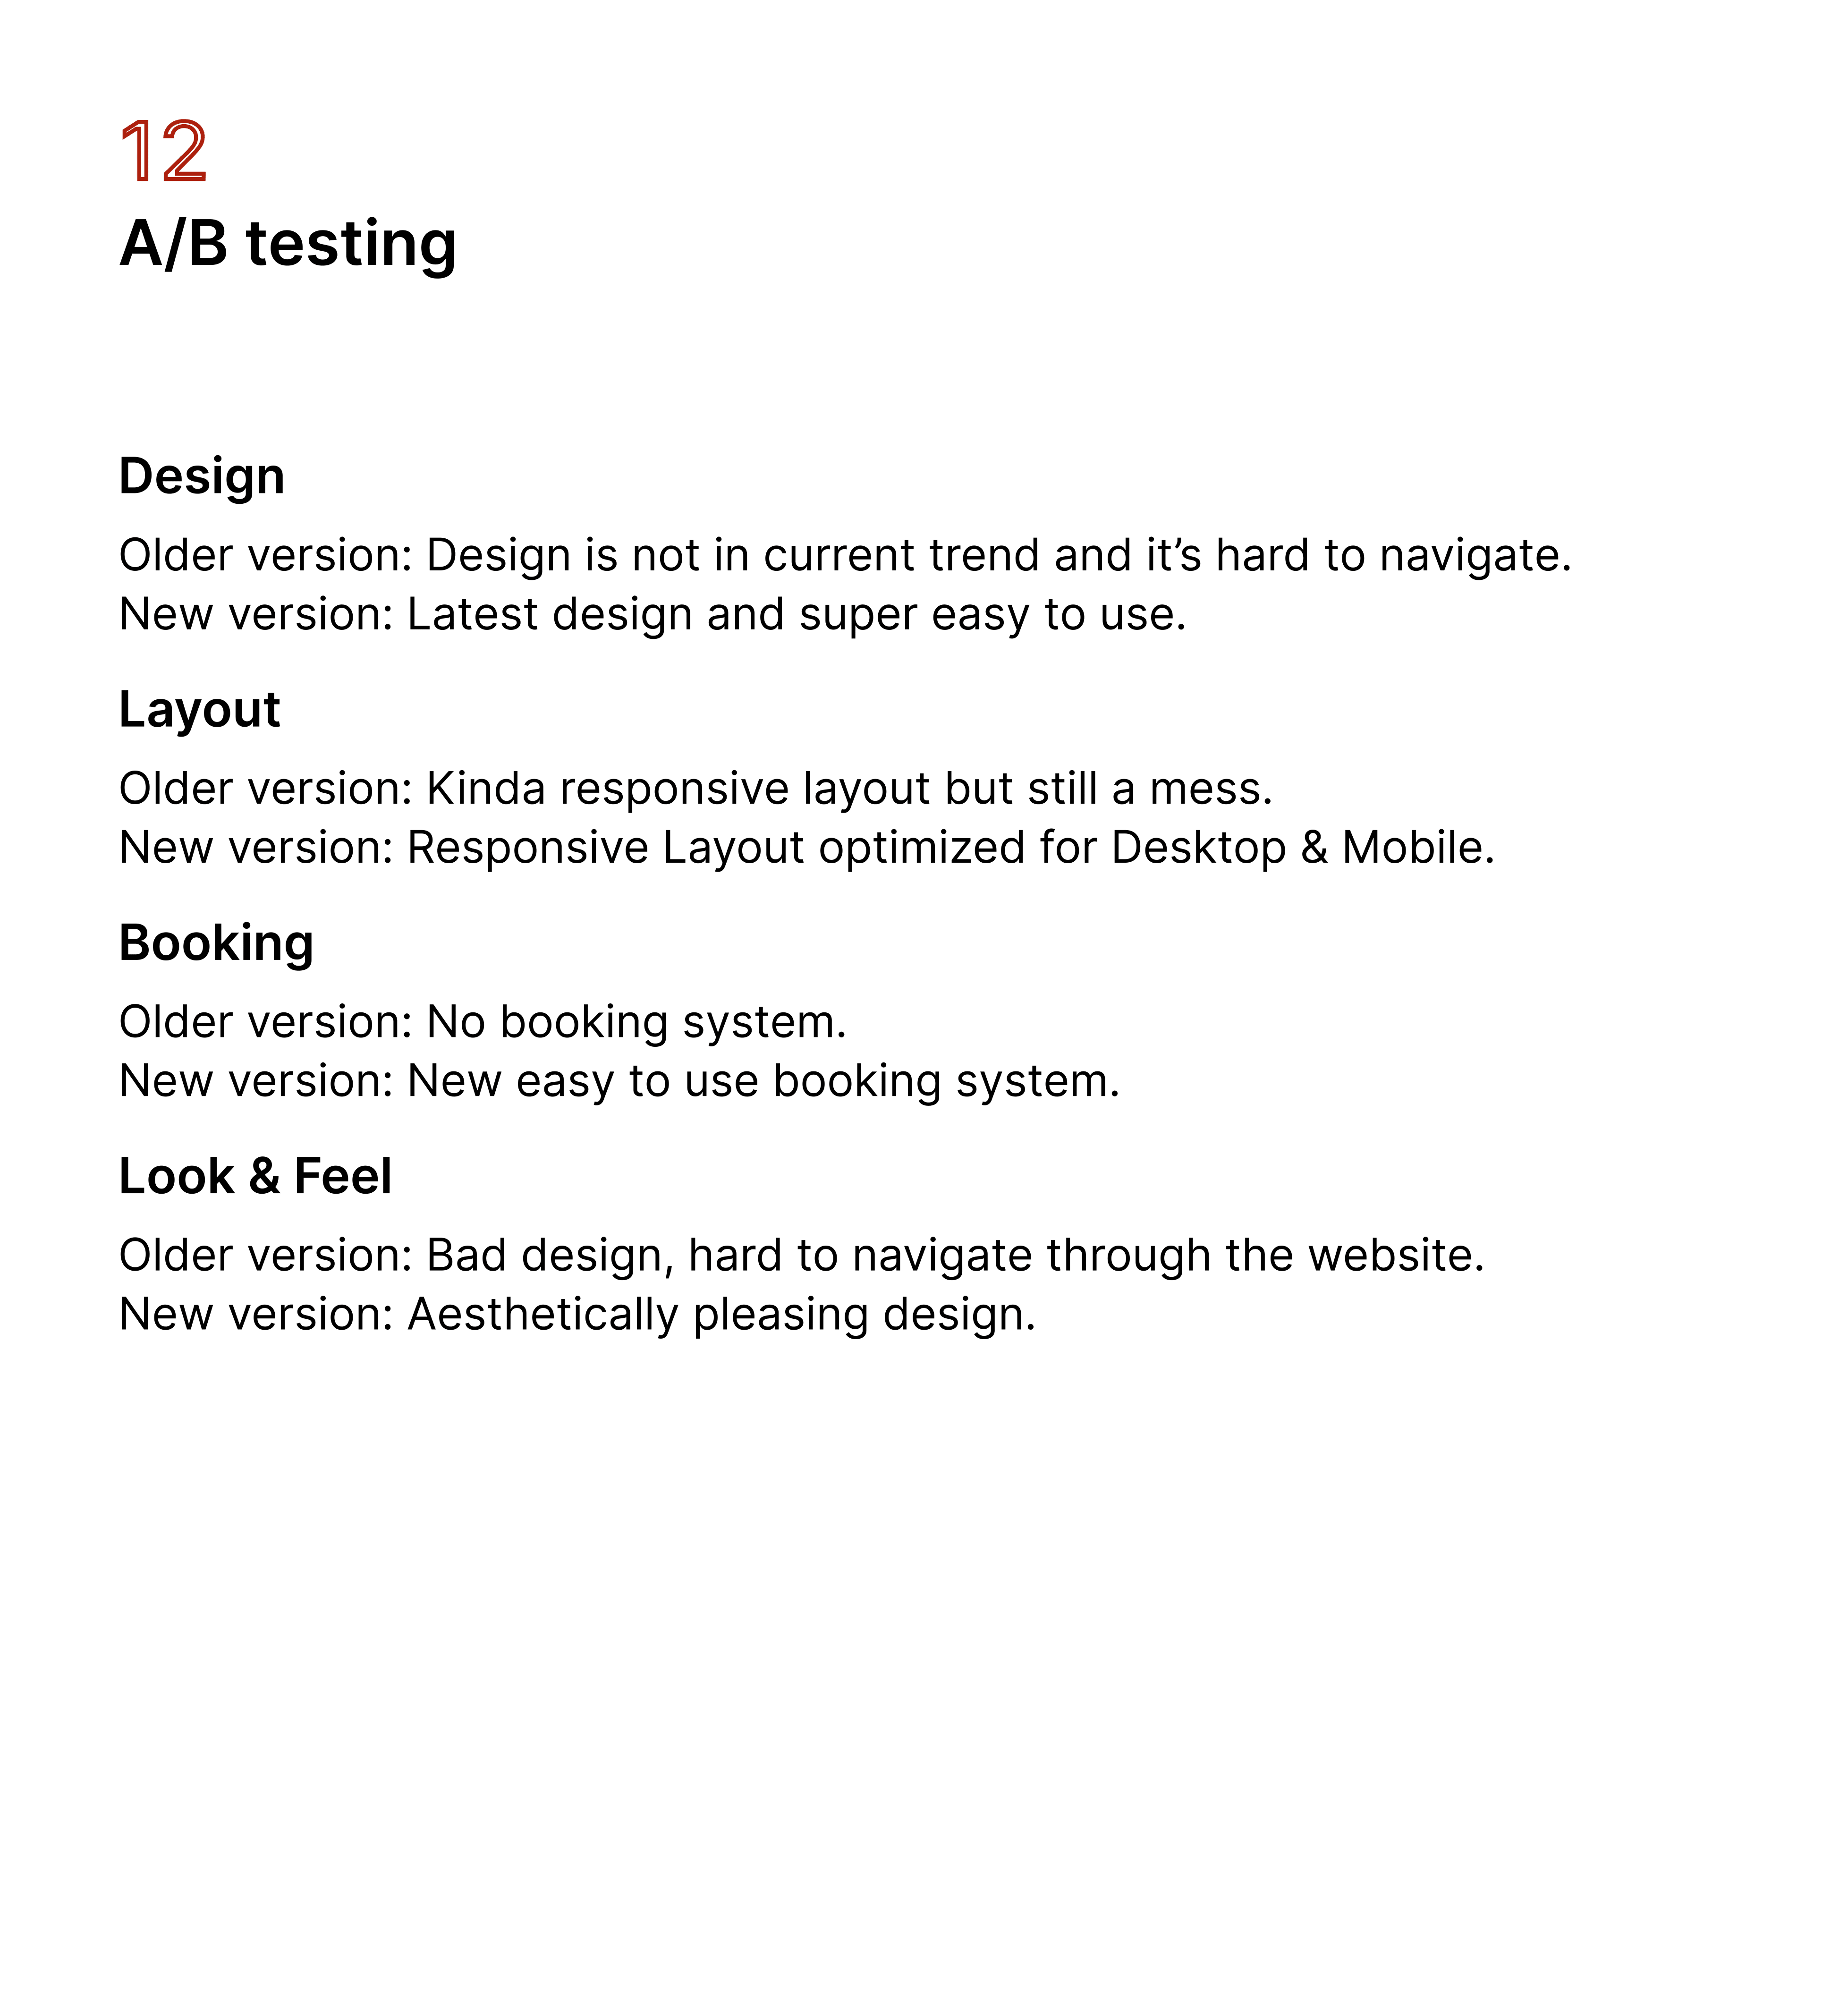 12
A/B testing
Design
Older version: Design is not in current trend and it’s hard to navigate.
New version: Latest design and super easy to use.
Layout
Older version: Kinda responsive layout but still a mess.
New version: Responsive Layout optimized for Desktop & Mobile.
Booking
Older version: No booking system.
New version: New easy to use booking system.
Look & Feel
Older version: Bad design, hard to navigate through the website.
New version: Aesthetically pleasing design.